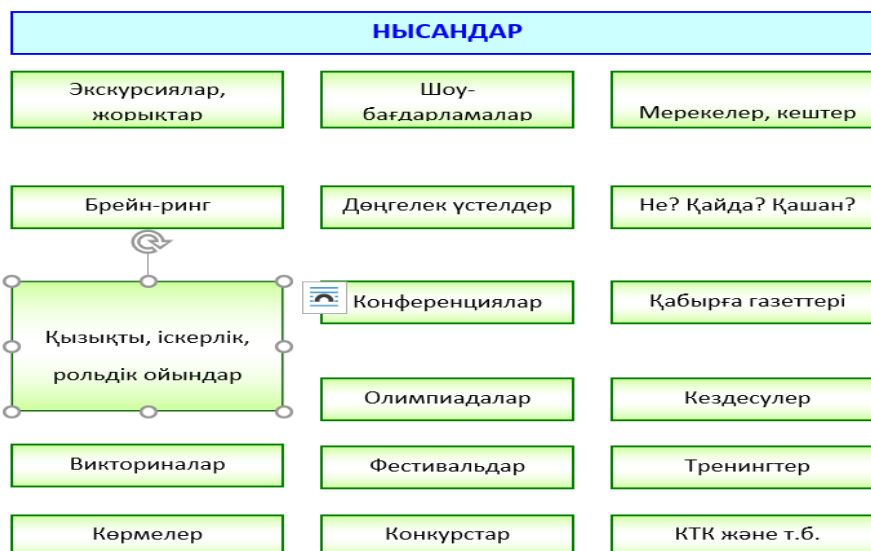 НЫСАНДАР
Экскурсиялар,
жорықтар
Шоу-
бағдарламалар
Мерекелер, кештер
Брейн-ринг
Дөңгелек үстелдер
Не? Қайда? Қашан?
Қызықты, іскерлік,
рольдік ойындар
Конференциялар
Қабырға газеттері
Олимпиадалар
Кездесулер
Викториналар
Фестивальдар
Тренингтер
Көрмелер
Конкурстар
КТК және т.б.